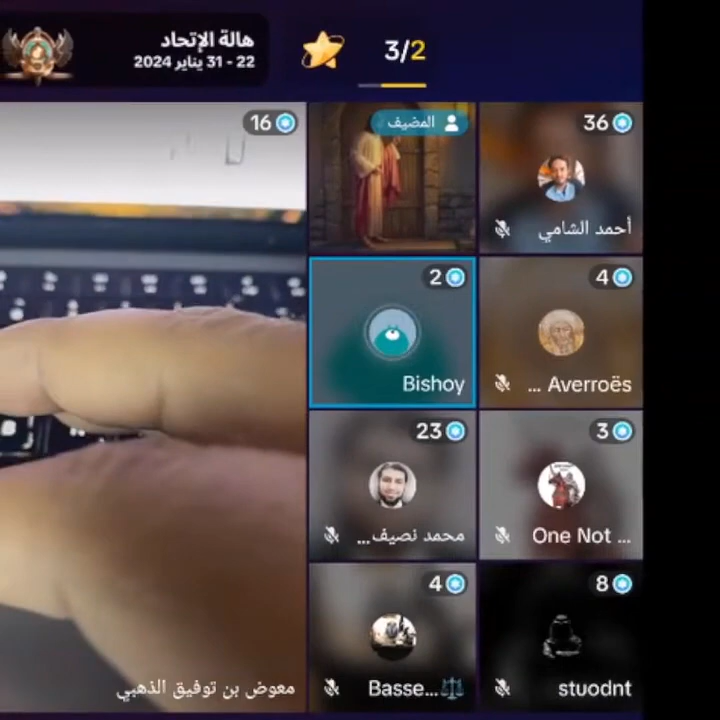 هالة الإتحاد
22 - 31 يناير 2024
3/2
16
معوض بن توفيق الذهبي
المضيف
36
أحمد الشامي
2
Bishoy
4
Averroës ...
23
محمد نصيف...
3
One Not ...
4
Basse...
8
stuodnt